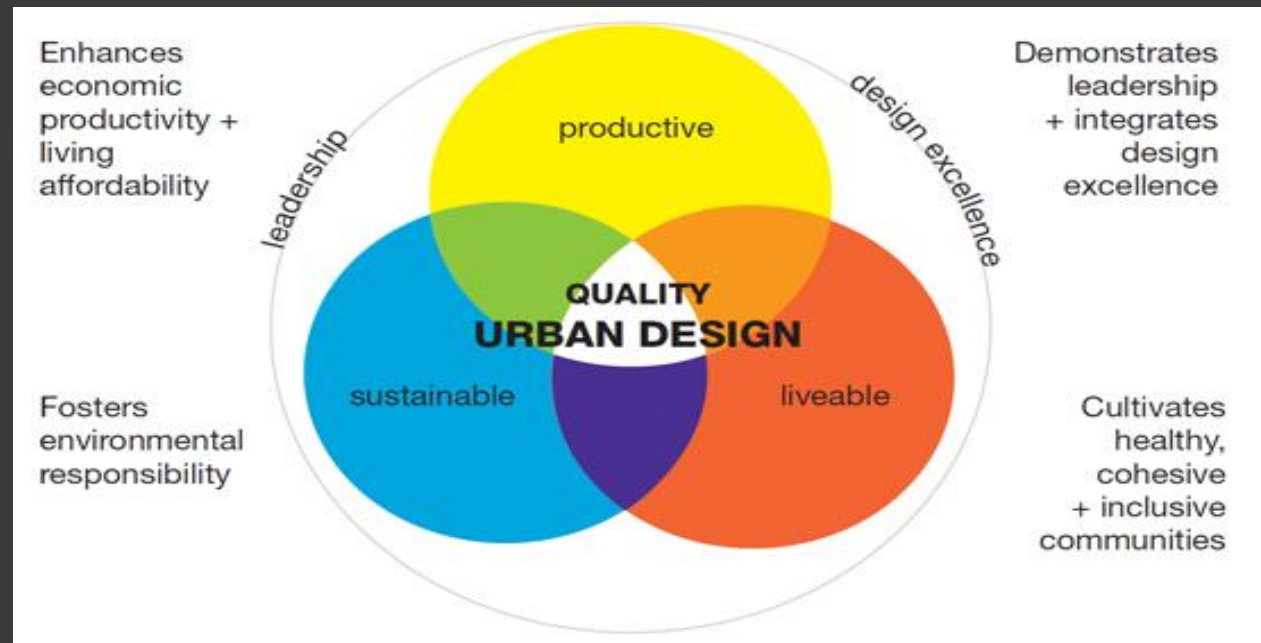 Enhances
economic
productivity +
living
affordability
Demonstrates
leadership
+ integrates
design
excellence
leadership
design excellence
productive
QUALITY
URBAN DESIGN
sustainable
liveable
Fosters
environmental
responsibility
Cultivates
healthy,
cohesive
+ inclusive
communities